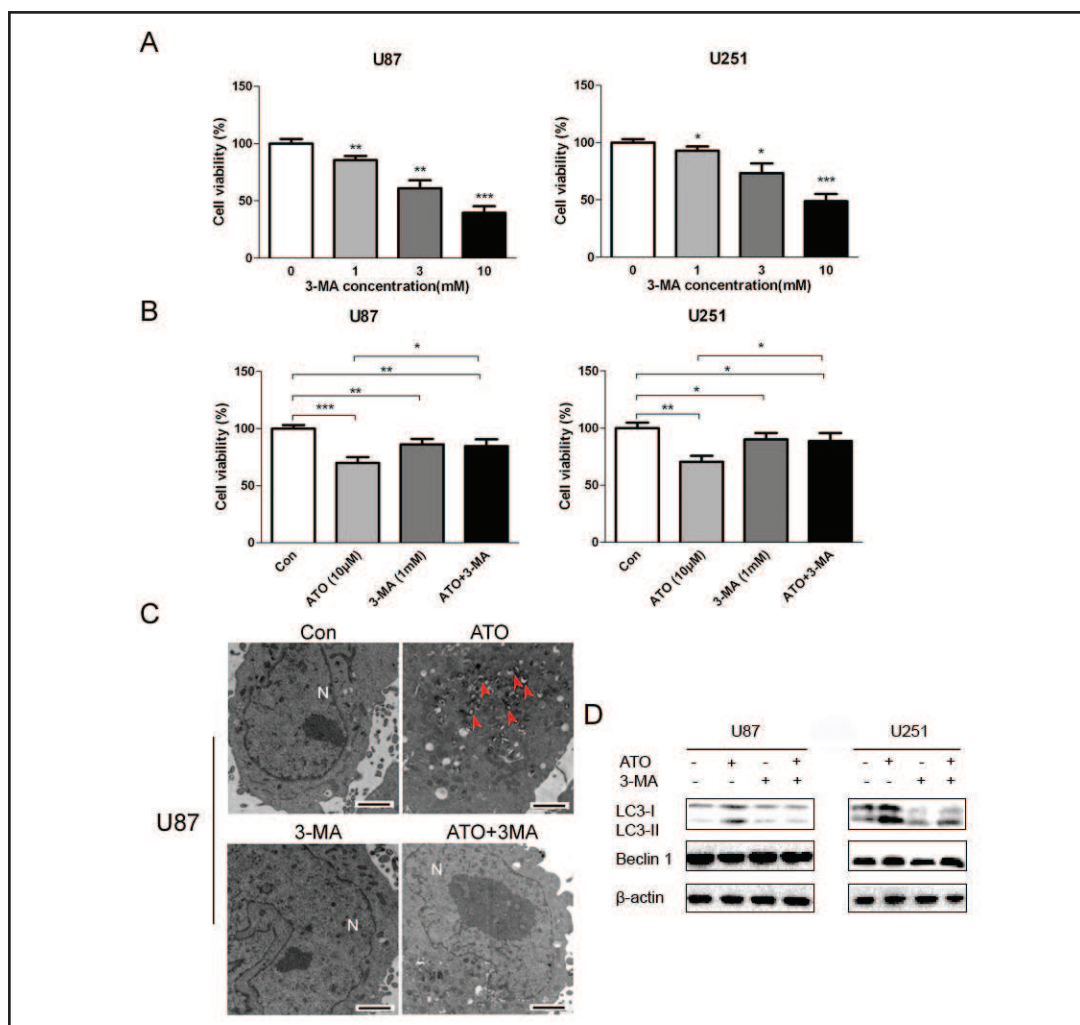 A
U87
U251
Cell viability (%)
150
100
50
0
**
**
***
0 1 3 10
3-MA concentration(mM)
Cell viability (%)
150
100
50
0
*
*
***
0 1 3 10
3-MA concentration(mM)
B
U87
U251
Cell viability (%)
150
100
50
0
*
**
**
***
Con
ATO (10μM)
3-MA (1mM)
ATO+3-MA
Cell viability (%)
150
100
50
0
*
*
*
**
Con
ATO (10μM)
3-MA (1mM)
ATO+3-MA
C
Con
ATO
N
U87
3-MA
ATO+3MA
N
N
D
U87
U251
ATO - + - + - + - +
3-MA - - + + - - + +
LC3-I
LC3-II
Beclin 1
β-actin